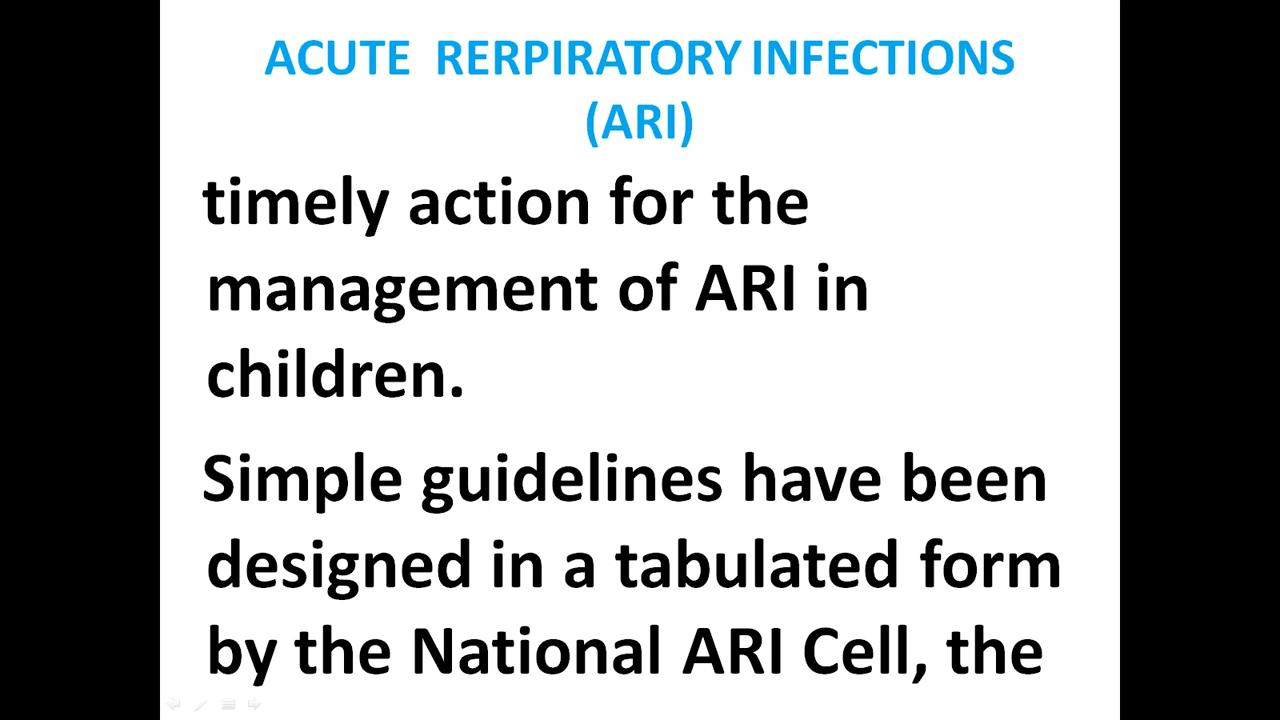 ACUTE RERPIRATORY INFECTIONS
(ARI)
timely action for the
management of ARI in
children.
Simple guidelines have been
designed in a tabulated form
by the National ARI Cell, the